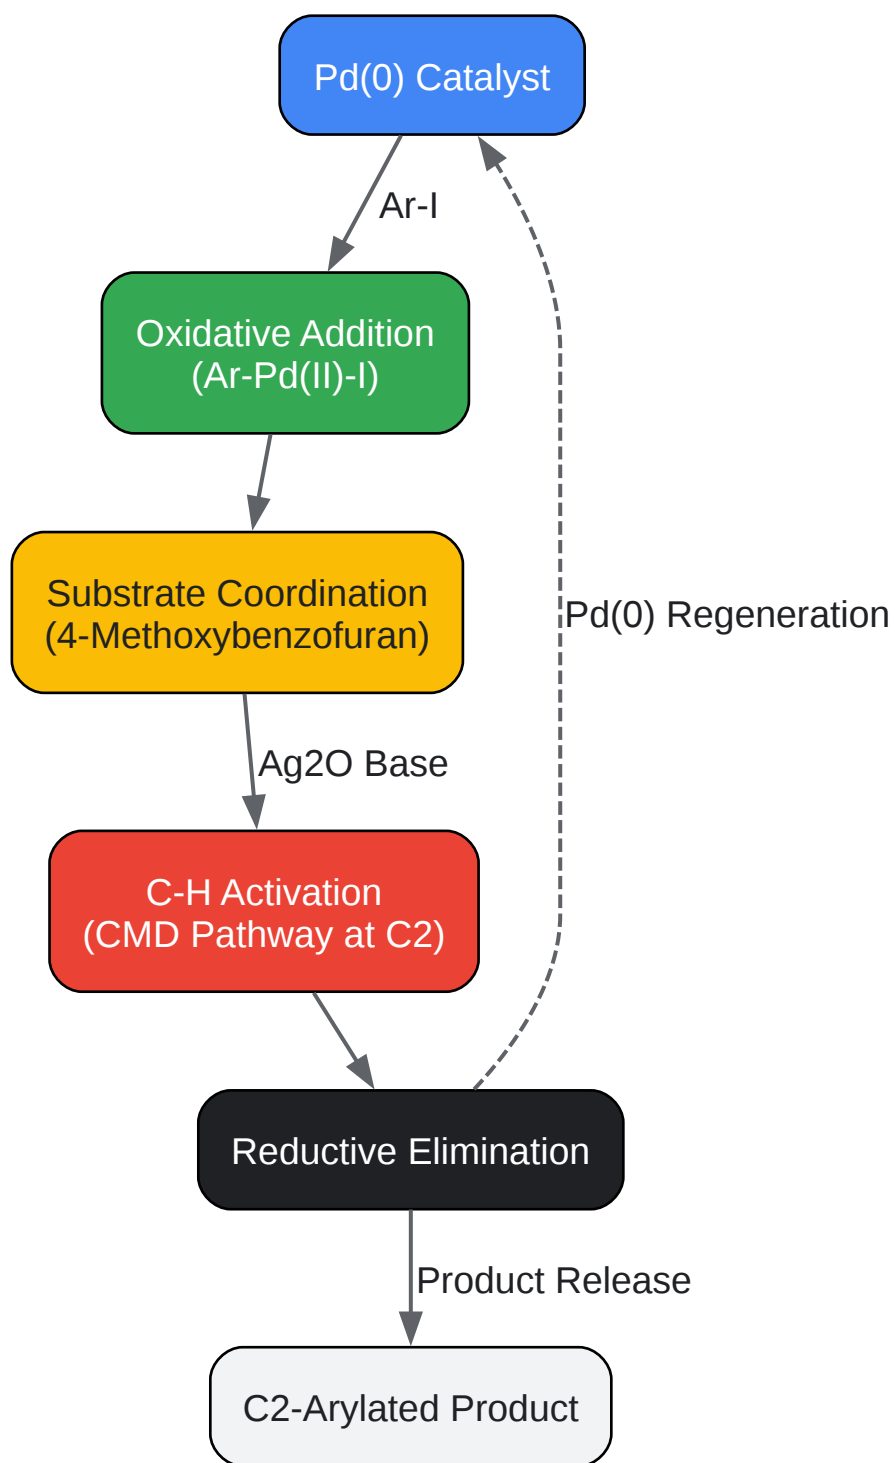 Pd(0) Catalyst
Ar-I
Oxidative Addition
(Ar-Pd(II)-I)
Substrate Coordination
(4-Methoxybenzofuran)
Pd(0) Regeneration
Ag2O Base
C-H Activation
(CMD Pathway at C2)
Reductive Elimination
Product Release
C2-Arylated Product